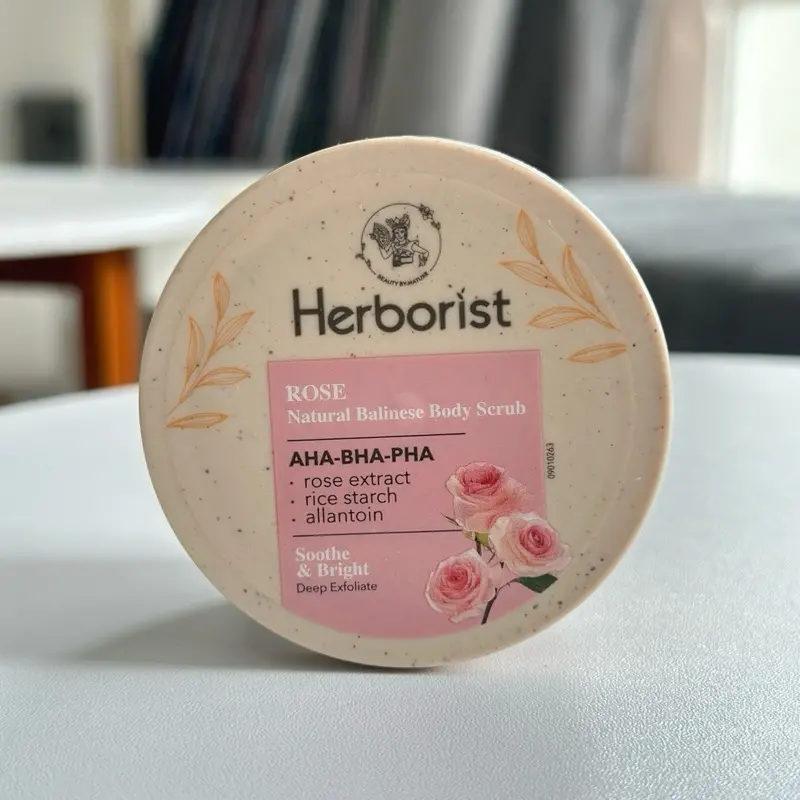 BEAUTY BY NATURE
Herborist
ROSE
Natural Balinese Body Scrub
AHA-BHA-PHA
· rose extract
· rice starch
· allantoin
Soothe
& Bright
Deep Exfoliate
09010263